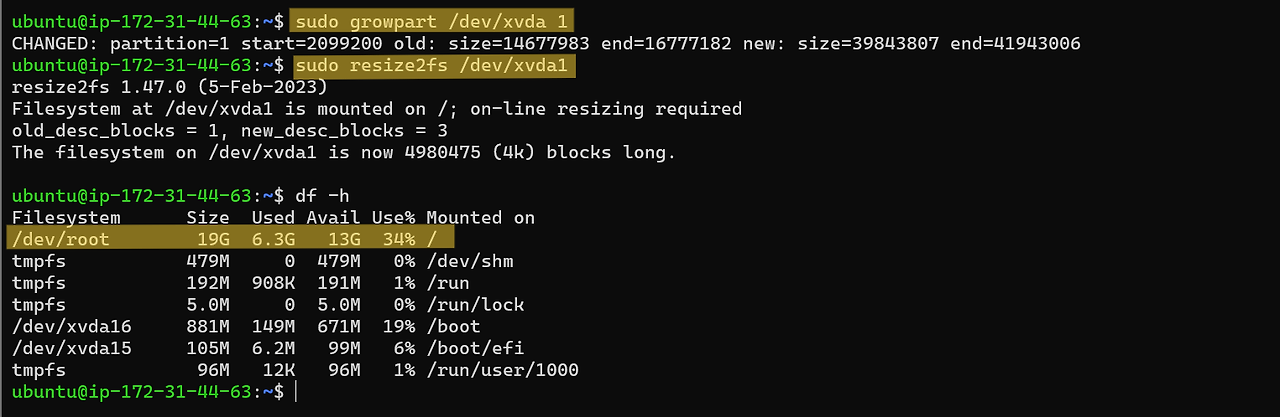 ubuntu@ip-172-31-44-63:~$ sudo growpart /dev/xvda 1
CHANGED: partition=1 start=2099200 old: size=14677983 end=16777182 new: size=39843807 end=41943006
ubuntu@ip-172-31-44-63:~$ sudo resize2fs /dev/xvda1
resize2fs 1.47.0 (5-Feb-2023)
Filesystem at /dev/xvda1 is mounted on /; on-line resizing required
old_desc_blocks = 1, new_desc_blocks = 3
The filesystem on /dev/xvda1 is now 4980475 (4k) blocks long.
ubuntu@ip-172-31-44-63:~$ df -h
Filesystem      Size  Used Avail Use% Mounted on
/dev/root        19G  6.3G   13G  34% /
tmpfs           479M     0  479M   0% /dev/shm
tmpfs           192M  908K  191M   1% /run
tmpfs           5.0M     0  5.0M   0% /run/lock
/dev/xvda16     881M  149M  671M  19% /boot
/dev/xvda15     105M  6.2M   99M   6% /boot/efi
tmpfs            96M   12K   96M   1% /run/user/1000
ubuntu@ip-172-31-44-63:~$